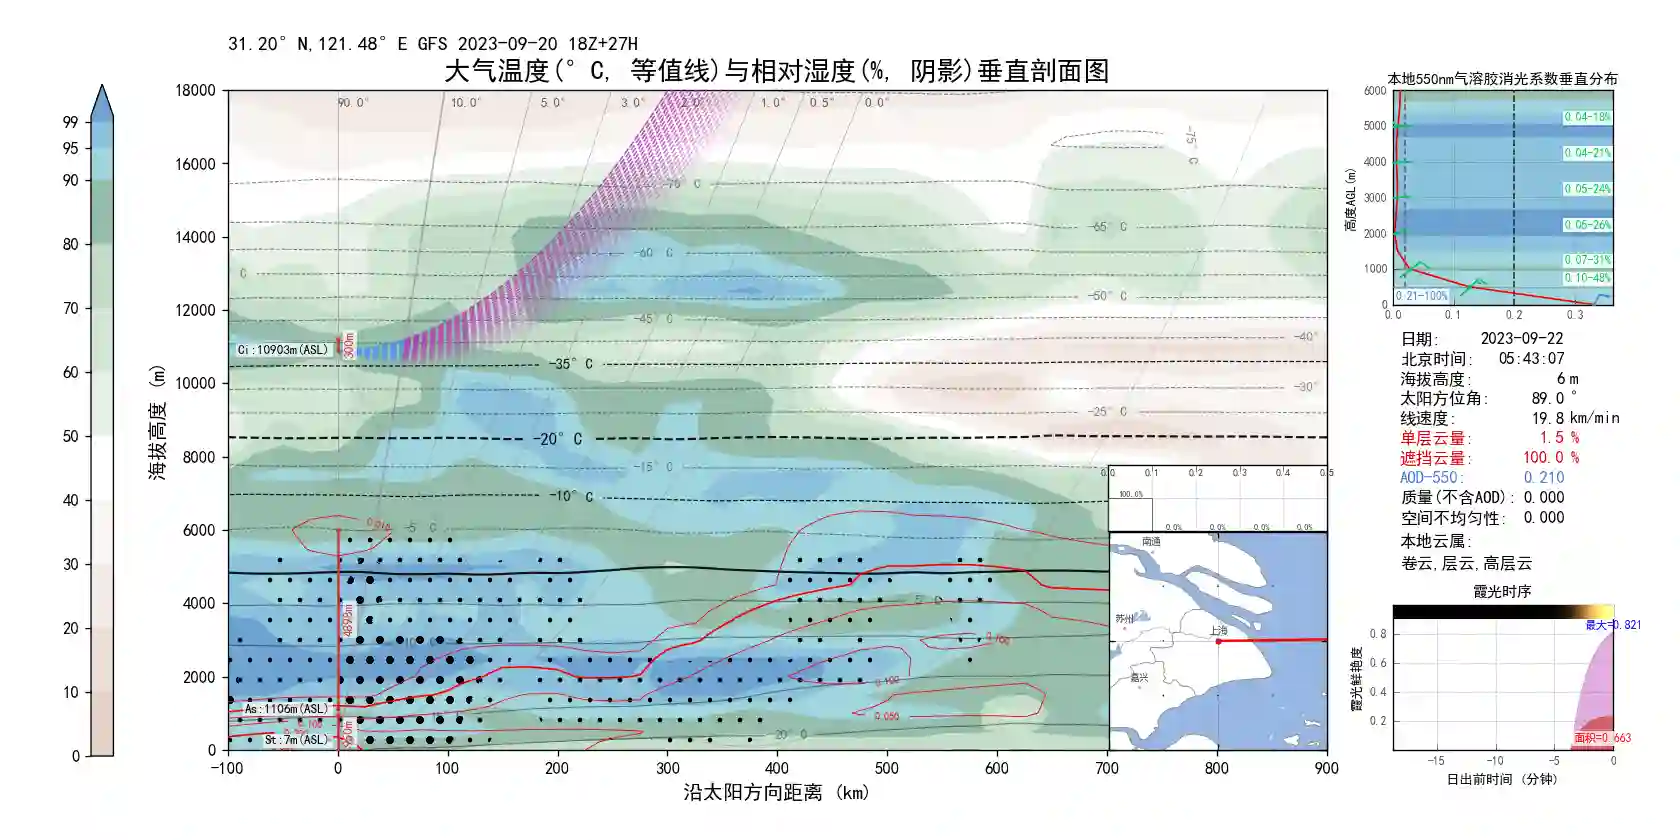 31.20°N,121.48°E GFS 2023-09-20 18Z+27H
大气温度(°C, 等值线)与相对湿度(%, 阴影)垂直剖面图
99
95
90
80
70
60
50
40
30
20
10
0
海拔高度 (m)
18000
16000
14000
12000
10000
8000
6000
4000
2000
0
90.0° 10.0° 5.0° 3.0° 2.0° 1.0° 0.5° 0.0°
-75°C
-70°C
-65°C
-60°C
-50°C
-45°C
-40°
-35°C
-30°
-25°C
-20°C
-15°C
-10°C
-5°C
5°C
10°C
20°C
Ci:10903m(ASL)
300m
4898m
As:1106m(ASL)
St:7m(ASL)
0.100
0.100
0.050
-100 0 100 200 300 400 500 600 700 800 900
沿太阳方向距离 (km)
0.0 0.1 0.2 0.3 0.4 0.5
100.0%
0.0% 0.0% 0.0% 0.0%
南通
苏州
上海
嘉兴
本地550nm气溶胶消光系数垂直分布
高度AGL(m)
6000
5000
4000
3000
2000
1000
0
0.04-18%
0.04-21%
0.05-24%
0.05-26%
0.07-31%
0.10-48%
0.21-100%
0.0 0.1 0.2 0.3
日期: 2023-09-22
北京时间: 05:43:07
海拔高度: 6 m
太阳方位角: 89.0 °
线速度: 19.8 km/min
单层云量: 1.5 %
遮挡云量: 100.0 %
AOD-550: 0.210
质量(不含AOD): 0.000
空间不均匀性: 0.000
本地云属:
卷云,层云,高层云
霞光时序
最大=0.821
霞光鲜艳度
0.8
0.6
0.4
0.2
面积=0.663
-15 -10 -5 0
日出前时间 (分钟)